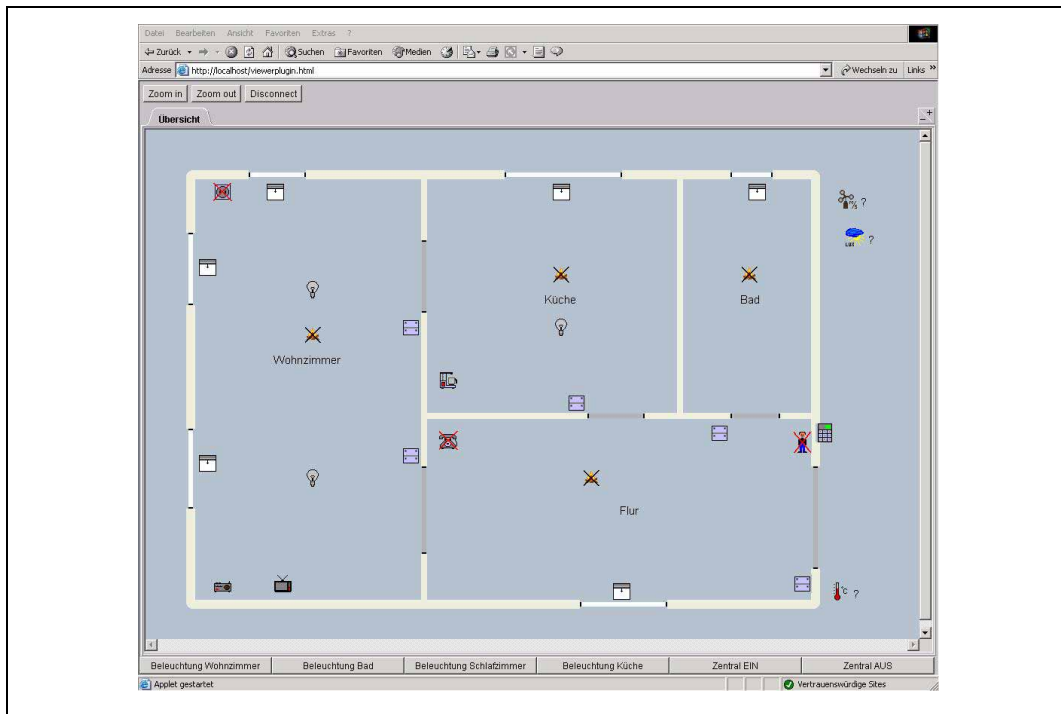 Datei Bearbeiten Ansicht Favoriten Extras ?
Zurück Suchen Favoriten Medien
Adresse http://localhost/viewerplugin.html Wechseln zu Links »
Zoom in Zoom out Disconnect
Übersicht
m/s ?
LUX ?
Küche Bad
Wohnzimmer
Flur
°C ?
Beleuchtung Wohnzimmer Beleuchtung Bad Beleuchtung Schlafzimmer Beleuchtung Küche Zentral EIN Zentral AUS
Applet gestartet Vertrauenswürdige Sites